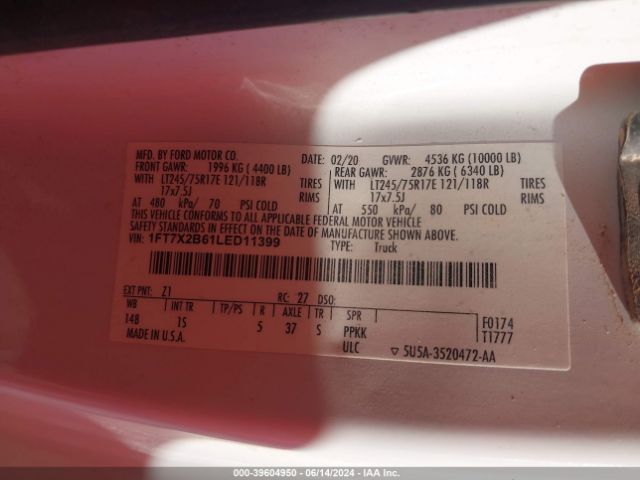 MFD. BY FORD MOTOR CO.
DATE: 02/20 GVWR: 4536 KG (10000 LB)
FRONT GAWR: 1996 KG ( 4400 LB) REAR GAWR: 2876 KG ( 6340 LB)
WITH LT245/75R17E 121/118R TIRES WITH LT245/75R17E 121/118R TIRES
17x7.5J RIMS 17x7.5J RIMS
AT 480 kPa/ 70 PSI COLD AT 550 kPa/ 80 PSI COLD
THIS VEHICLE CONFORMS TO ALL APPLICABLE FEDERAL MOTOR VEHICLE
SAFETY STANDARDS IN EFFECT ON THE DATE OF MANUFACTURE SHOWN ABOVE.
VIN: 1FT7X2B61LED11399
TYPE: Truck
EXT PNT: Z1 RC: 27 DSO:
WB INT TR TP/PS R AXLE TR SPR
148 1S 5 37 S PPKK
F0174
T1777
MADE IN U.S.A. ULC
▽ 5U5A-3520472-AA
000-39604950 - 06/14/2024 - IAA Inc.